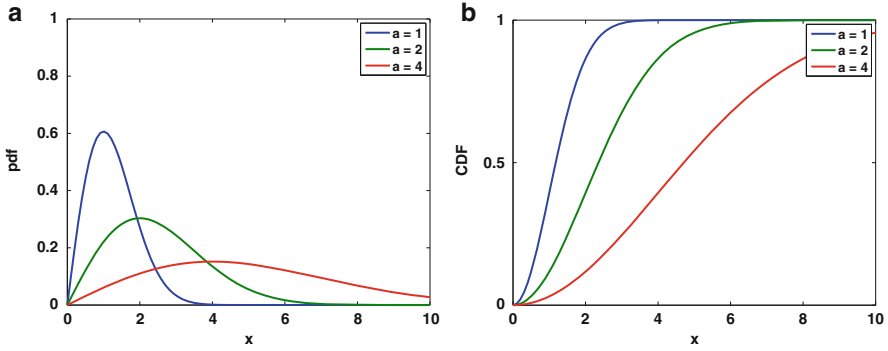 a
1
0.8
0.6
0.4
0.2
0
pdf
0 2 4 6 8 10
x
a = 1
a = 2
a = 4
b
1
0.5
0
CDF
0 2 4 6 8 10
x
a = 1
a = 2
a = 4